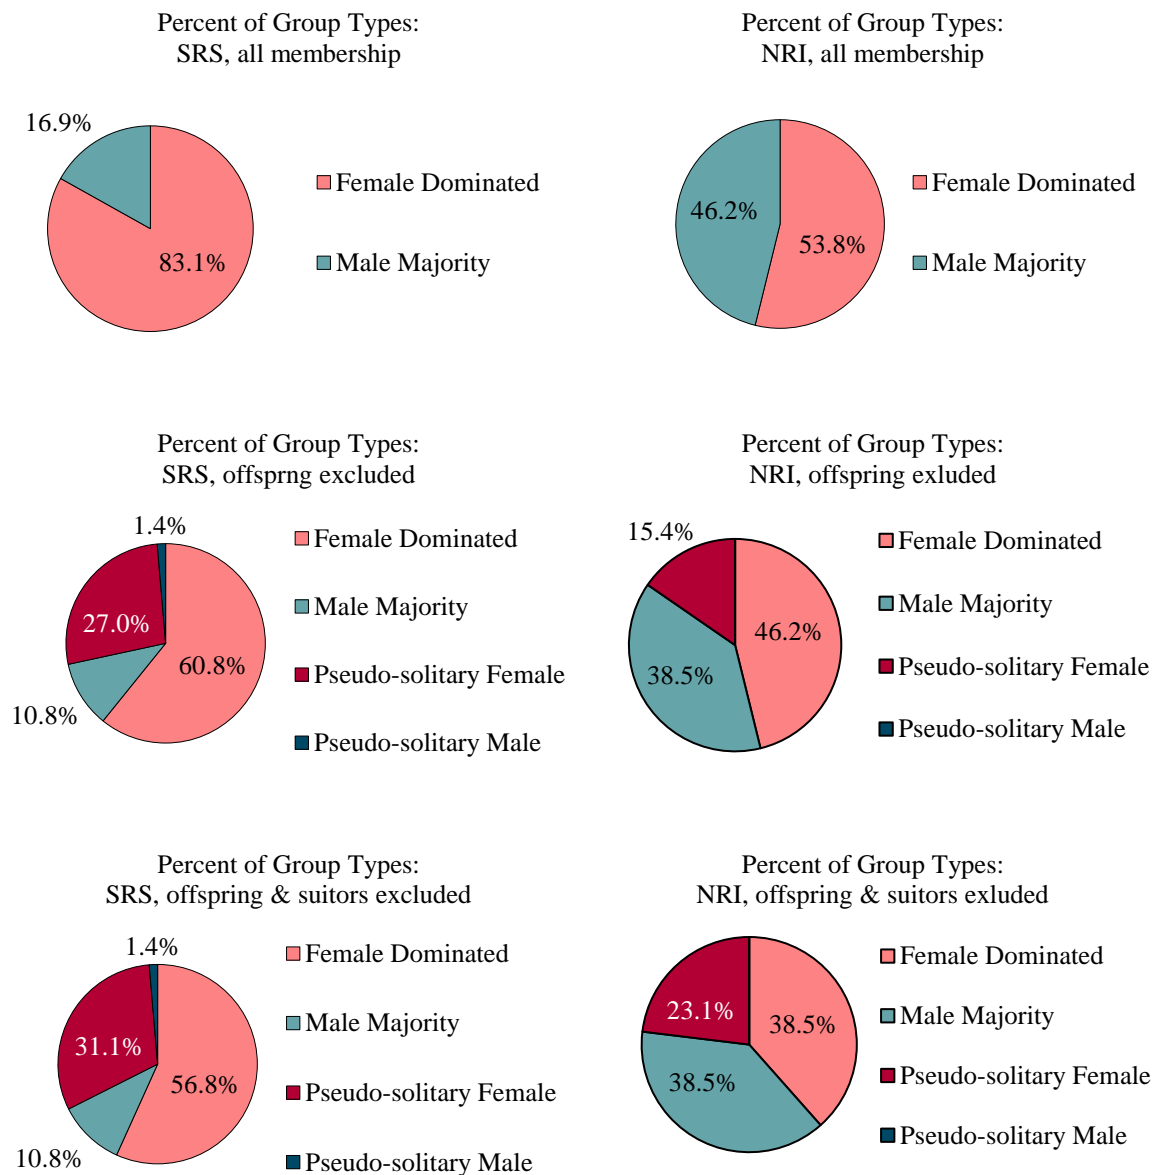 Percent of Group Types:
SRS, all membership
16.9%
83.1%
Female Dominated
Male Majority
Percent of Group Types:
NRI, all membership
46.2%
53.8%
Female Dominated
Male Majority
Percent of Group Types:
SRS, offsprng excluded
1.4%
27.0%
60.8%
10.8%
Female Dominated
Male Majority
Pseudo-solitary Female
Pseudo-solitary Male
Percent of Group Types:
NRI, offspring exluded
15.4%
46.2%
38.5%
Female Dominated
Male Majority
Pseudo-solitary Female
Pseudo-solitary Male
Percent of Group Types:
SRS, offspring & suitors excluded
1.4%
31.1%
56.8%
10.8%
Female Dominated
Male Majority
Pseudo-solitary Female
Pseudo-solitary Male
Percent of Group Types:
NRI, offspring & suitors exluded
23.1%
38.5%
38.5%
Female Dominated
Male Majority
Pseudo-solitary Female
Pseudo-solitary Male